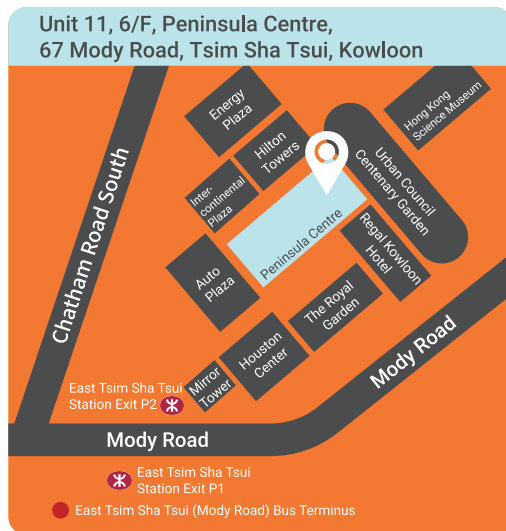 Unit 11, 6/F, Peninsula Centre,
67 Mody Road, Tsim Sha Tsui, Kowloon
Energy
Plaza
Hong Kong
Science Museum
Hilton
Towers
Urban Council
Centenary Garden
Inter-
continental
Plaza
Chatham Road South
Peninsula Centre
Regal Kowloon
Hotel
Auto
Plaza
The Royal
Garden
Houston
Center
Mirror
Tower
Mody Road
East Tsim Sha Tsui
Station Exit P2
Mody Road
East Tsim Sha Tsui
Station Exit P1
East Tsim Sha Tsui (Mody Road) Bus Terminus